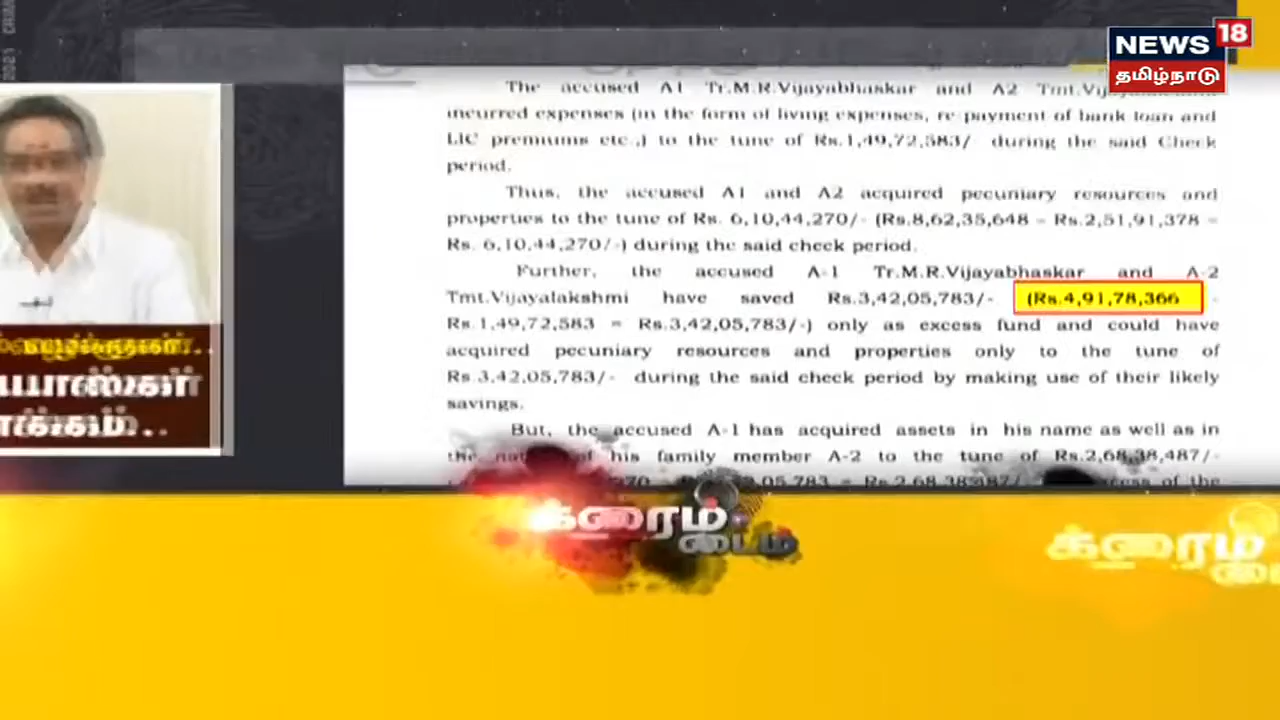 NEWS 18
தமிழ்நாடு
The accused A1 Tr.M.R.Vijayabhaskar and A2
incurred expenses (in the form of living expenses, re-payment of bank loan and
LIC premiums etc.,) to the tune of Rs.1,49,72,583/- during the said Check
period.
Thus, the accused A1 and A2 acquired pecuniary resources and
properties to the tune of Rs. 6,10,44,270/- (Rs.8,62,35,648 – Rs.2,51,91,378 =
Rs. 6,10,44,270/-) during the said check period.
Further, the accused A-1 Tr.M.R.Vijayabhaskar and A-2
Tmt.Vijayalakshmi have saved Rs.3,42,05,783/- (Rs.4,91,78,366 -
Rs.1,49,72,583 = Rs.3,42,05,783/-) only as excess fund and could have
acquired pecuniary resources and properties only to the tune of
Rs.3,42,05,783/- during the said check period by making use of their likely
savings.
But, the accused A-1 has acquired assets in his name as well as in
the of his family member A-2 to the tune of Rs.2,68,38,487/-
of the
க்ரைம் டைம்
க்ரைம்